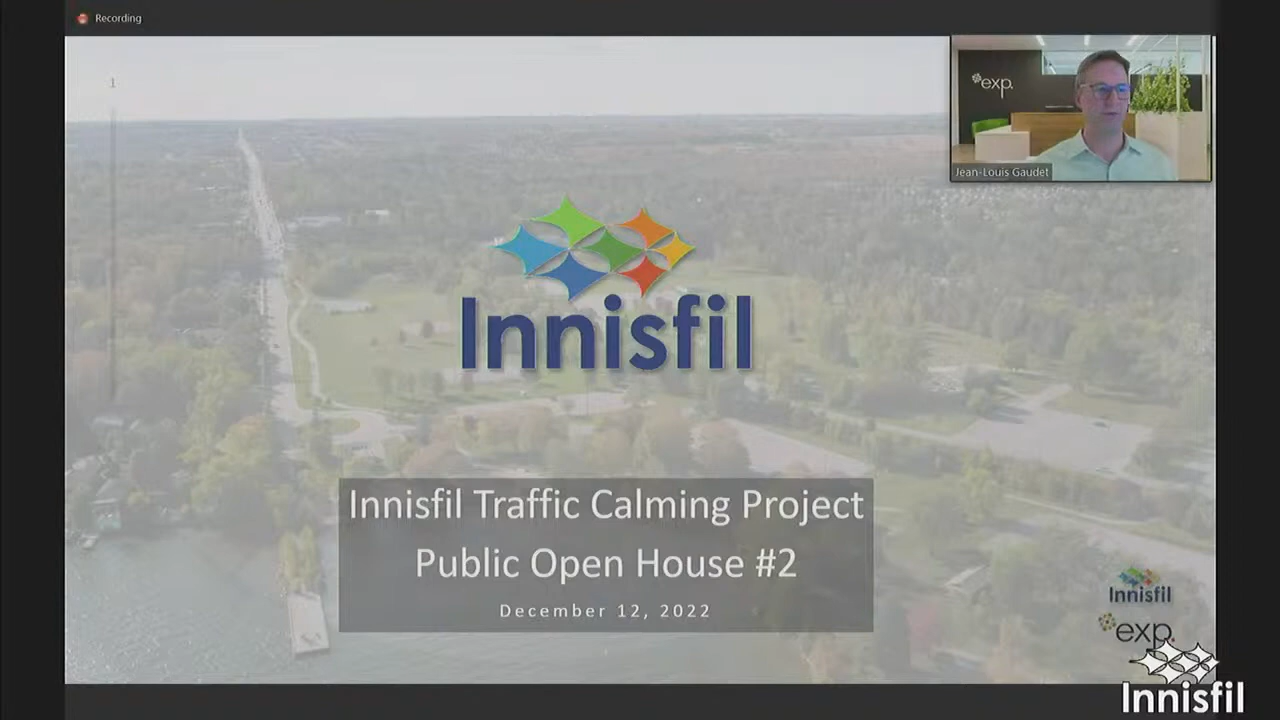 Recording
1
exp.
Jean-Louis Gaudet
Innisfil
Innisfil Traffic Calming Project
Public Open House #2
December 12, 2022
Innisfil
exp.
Innisfil